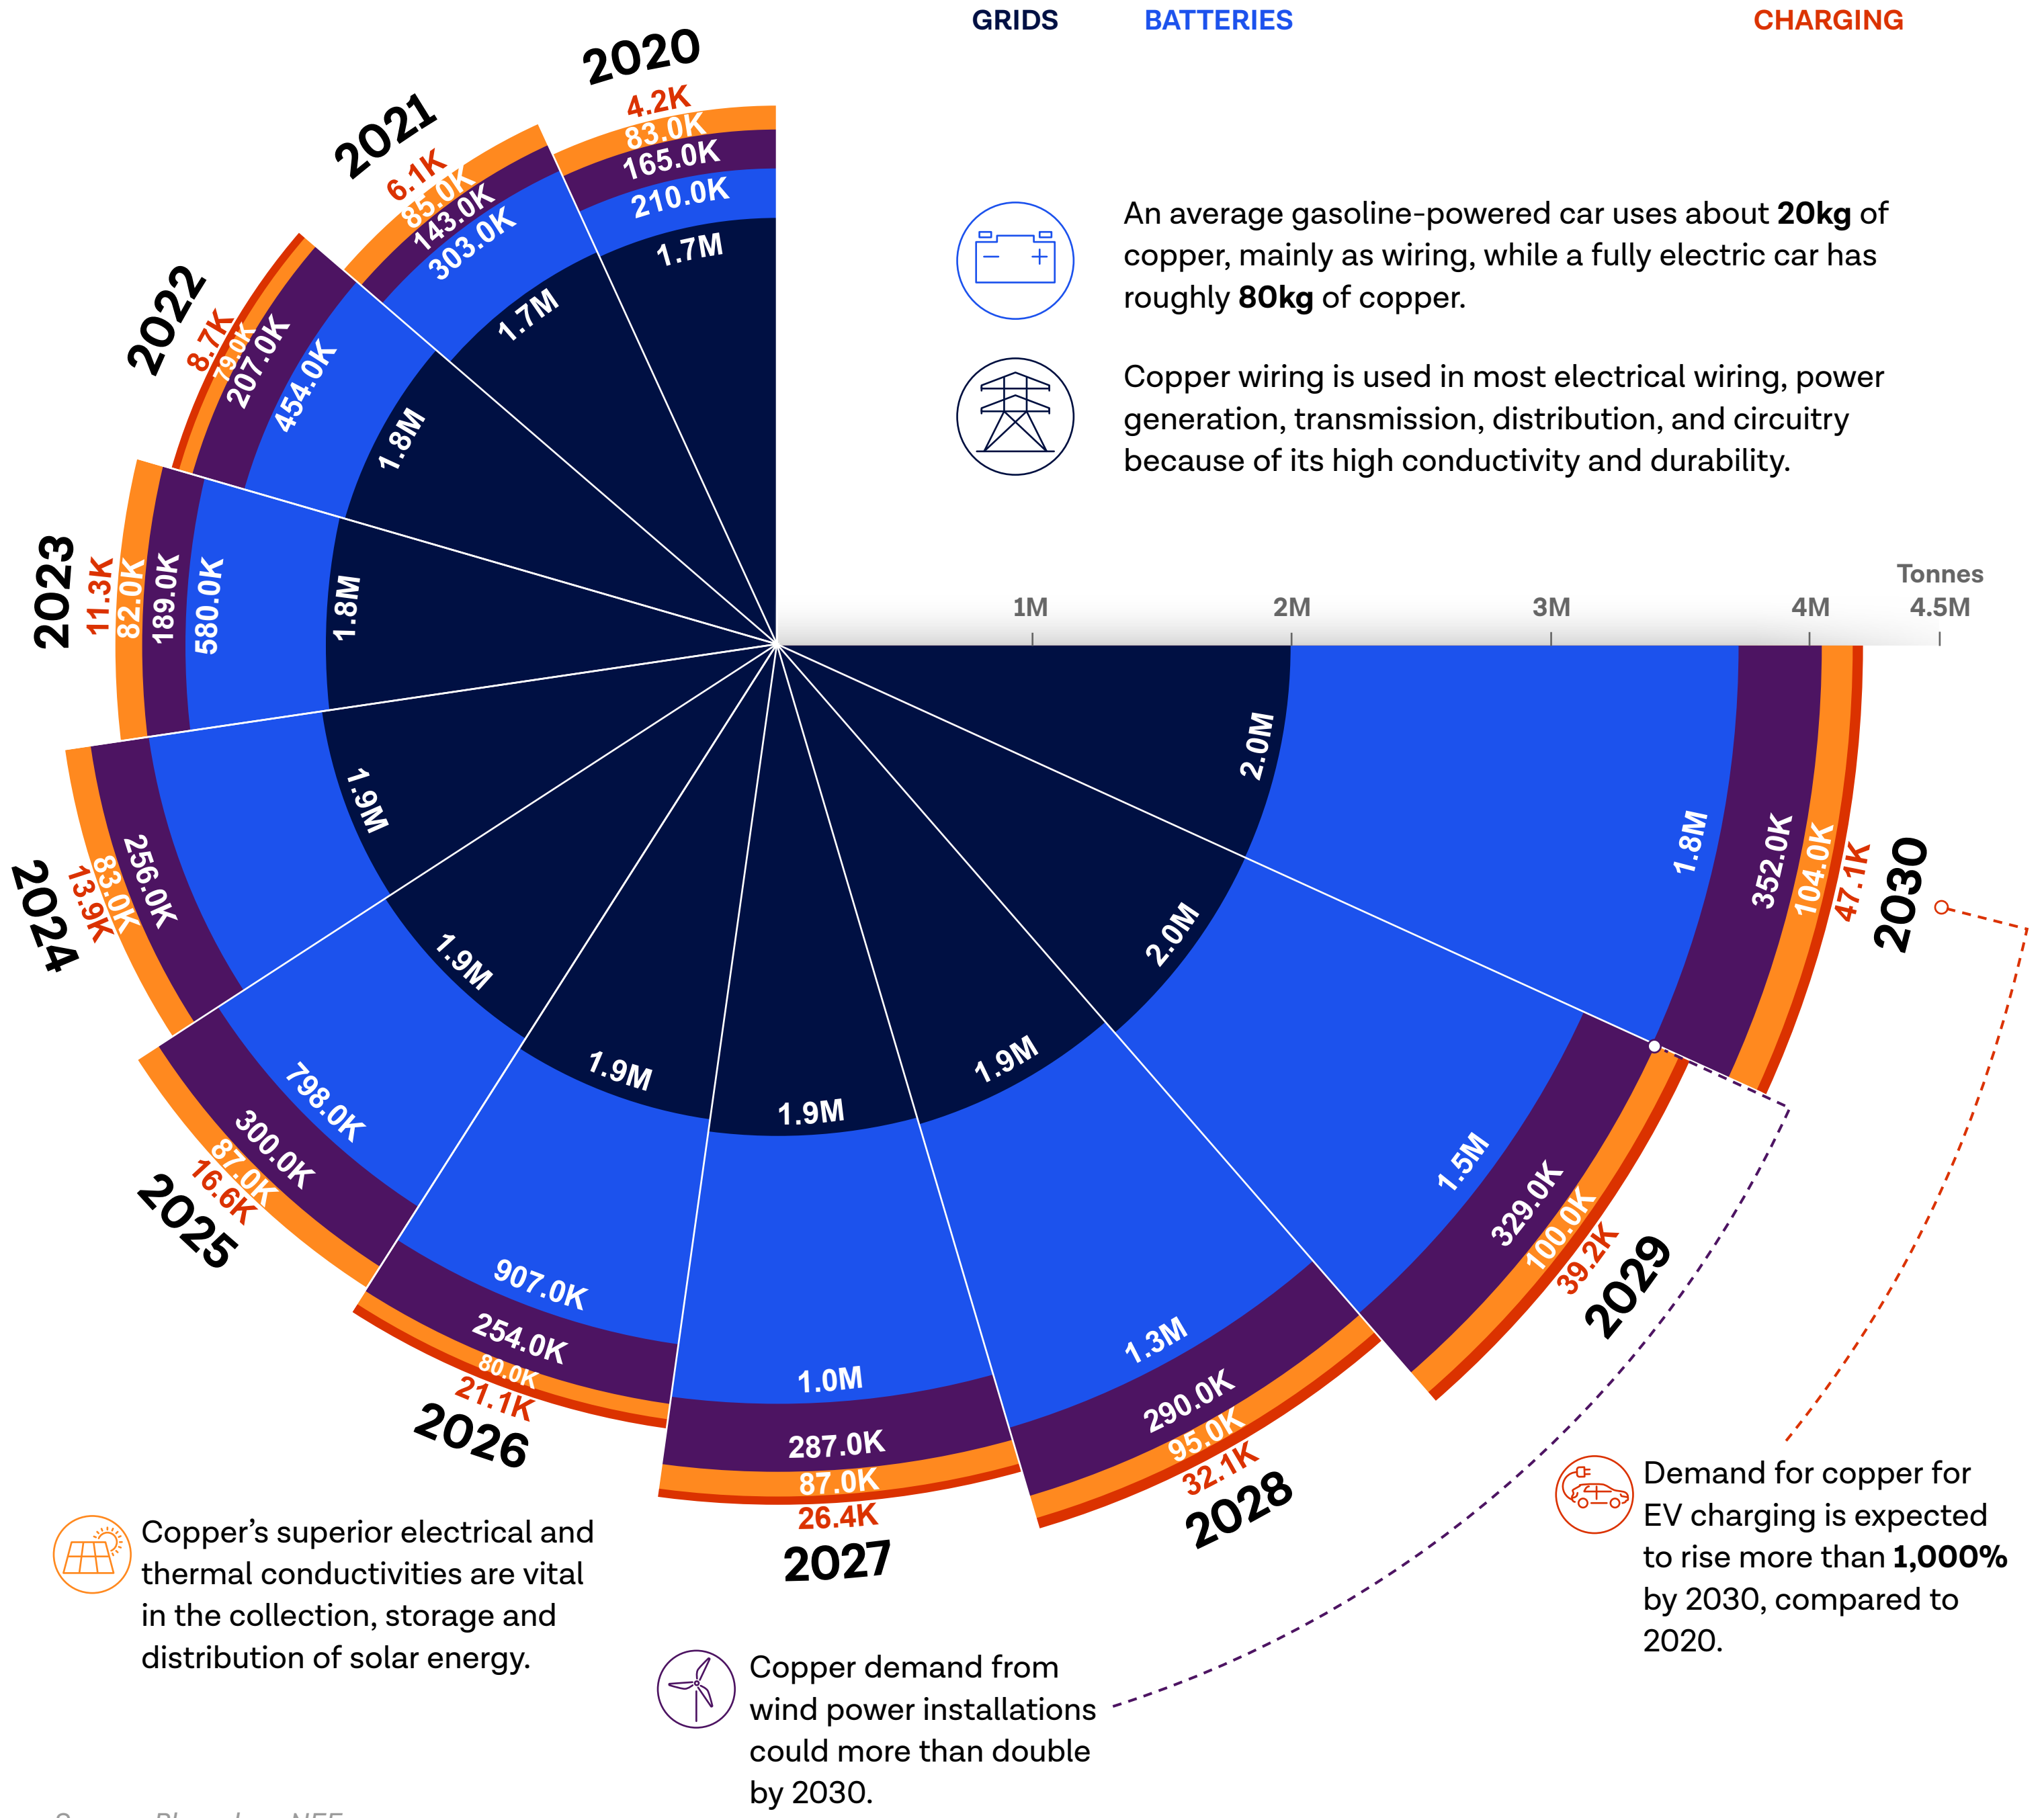 GRIDS BATTERIES CHARGING
2020
4.2K
83.0K
165.0K
210.0K
1.7M
2021
6.1K
85.0K
143.0K
303.0K
1.7M
2022
8.7K
79.0K
207.0K
454.0K
1.8M
2023
11.3K
82.0K
189.0K
580.0K
1.8M
2024
13.9K
83.0K
256.0K
1.9M
2025
16.6K
87.0K
300.0K
798.0K
1.9M
2026
21.1K
80.0K
254.0K
907.0K
1.9M
2027
26.4K
87.0K
287.0K
1.0M
1.9M
2028
32.1K
95.0K
290.0K
1.3M
1.9M
2029
39.2K
100.0K
329.0K
1.5M
2.0M
2030
47.1K
104.0K
352.0K
1.8M
2.0M
An average gasoline-powered car uses about 20kg of
copper, mainly as wiring, while a fully electric car has
roughly 80kg of copper.
Copper wiring is used in most electrical wiring, power
generation, transmission, distribution, and circuitry
because of its high conductivity and durability.
Tonnes
1M 2M 3M 4M 4.5M
Copper’s superior electrical and
thermal conductivities are vital
in the collection, storage and
distribution of solar energy.
Copper demand from
wind power installations
could more than double
by 2030.
Demand for copper for
EV charging is expected
to rise more than 1,000%
by 2030, compared to
2020.